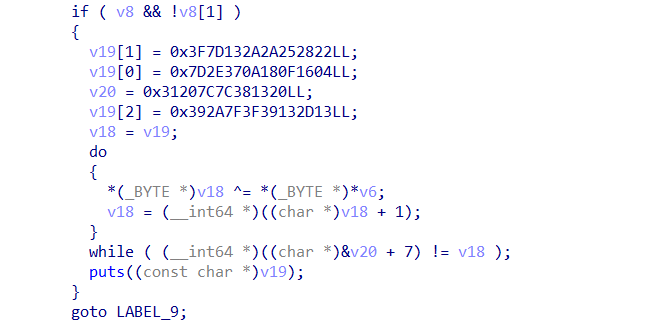 if ( v8 && !v8[1] )
{
v19[1] = 0x3F7D132A2A252822LL;
v19[0] = 0x7D2E370A180F1604LL;
v20 = 0x31207C7C381320LL;
v19[2] = 0x392A7F3F39132D13LL;
v18 = v19;
do
{
*(_BYTE *)v18 ^= *(_BYTE *)*v6;
v18 = (__int64 *)((char *)v18 + 1);
}
while ( (__int64 *)((char *)&v20 + 7) != v18 );
puts((const char *)v19);
}
goto LABEL_9;